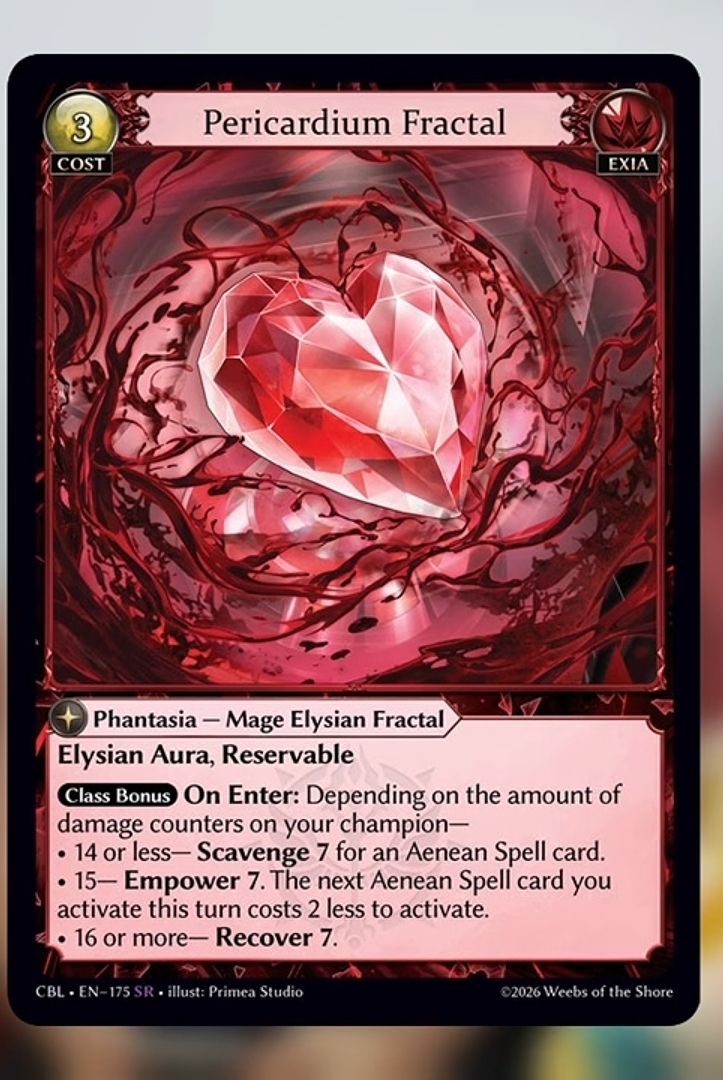 3
Pericardium Fractal
COST
EXIA
Phantasia — Mage Elysian Fractal
Elysian Aura, Reservable
Class Bonus On Enter: Depending on the amount of
damage counters on your champion—
• 14 or less— Scavenge 7 for an Aenean Spell card.
• 15— Empower 7. The next Aenean Spell card you
activate this turn costs 2 less to activate.
• 16 or more— Recover 7.
CBL • EN–175 SR • illust: Primea Studio
©2026 Weebs of the Shore